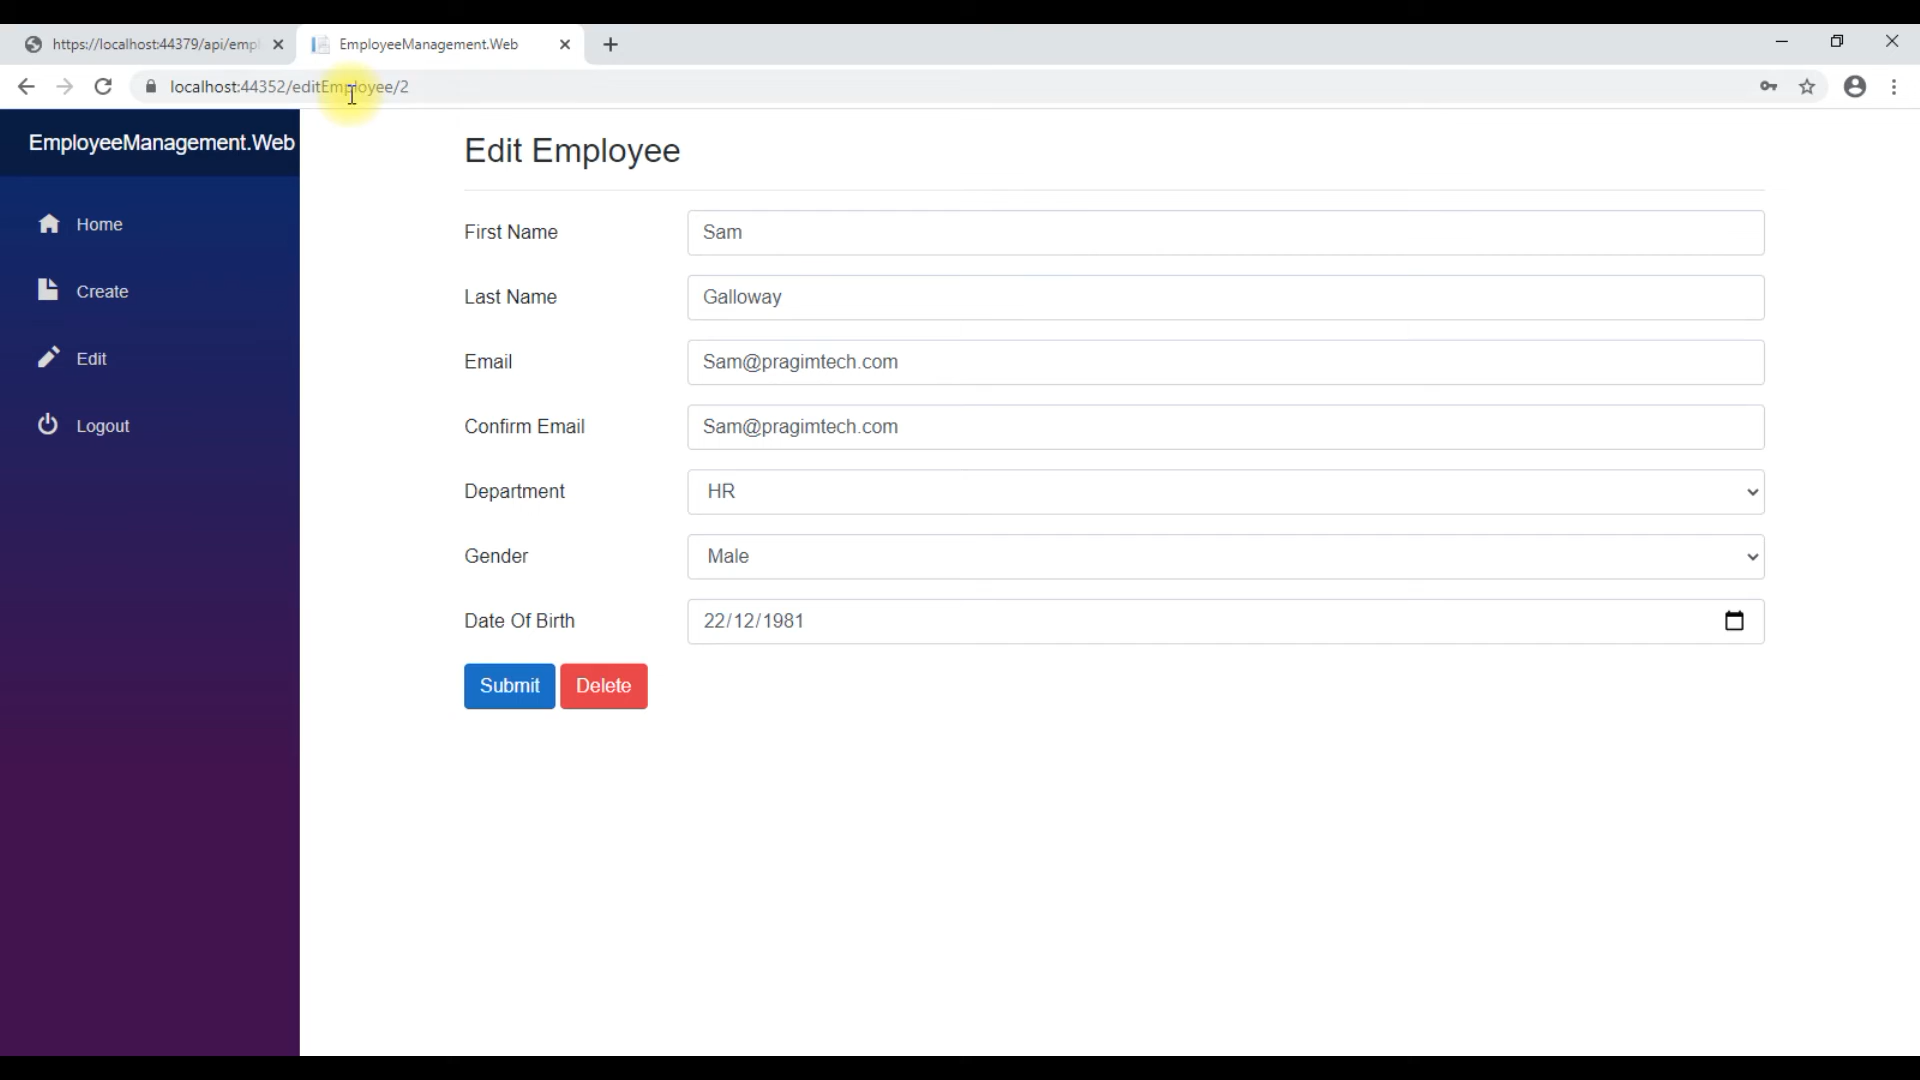 https://localhost:44379/api/empl
EmployeeManagement.Web
localhost:44352/editEmployee/2
EmployeeManagement.Web
Home
Create
Edit
Logout
Edit Employee
First Name Sam
Last Name Galloway
Email Sam@pragimtech.com
Confirm Email Sam@pragimtech.com
Department HR
Gender Male
Date Of Birth 22/12/1981
Submit Delete